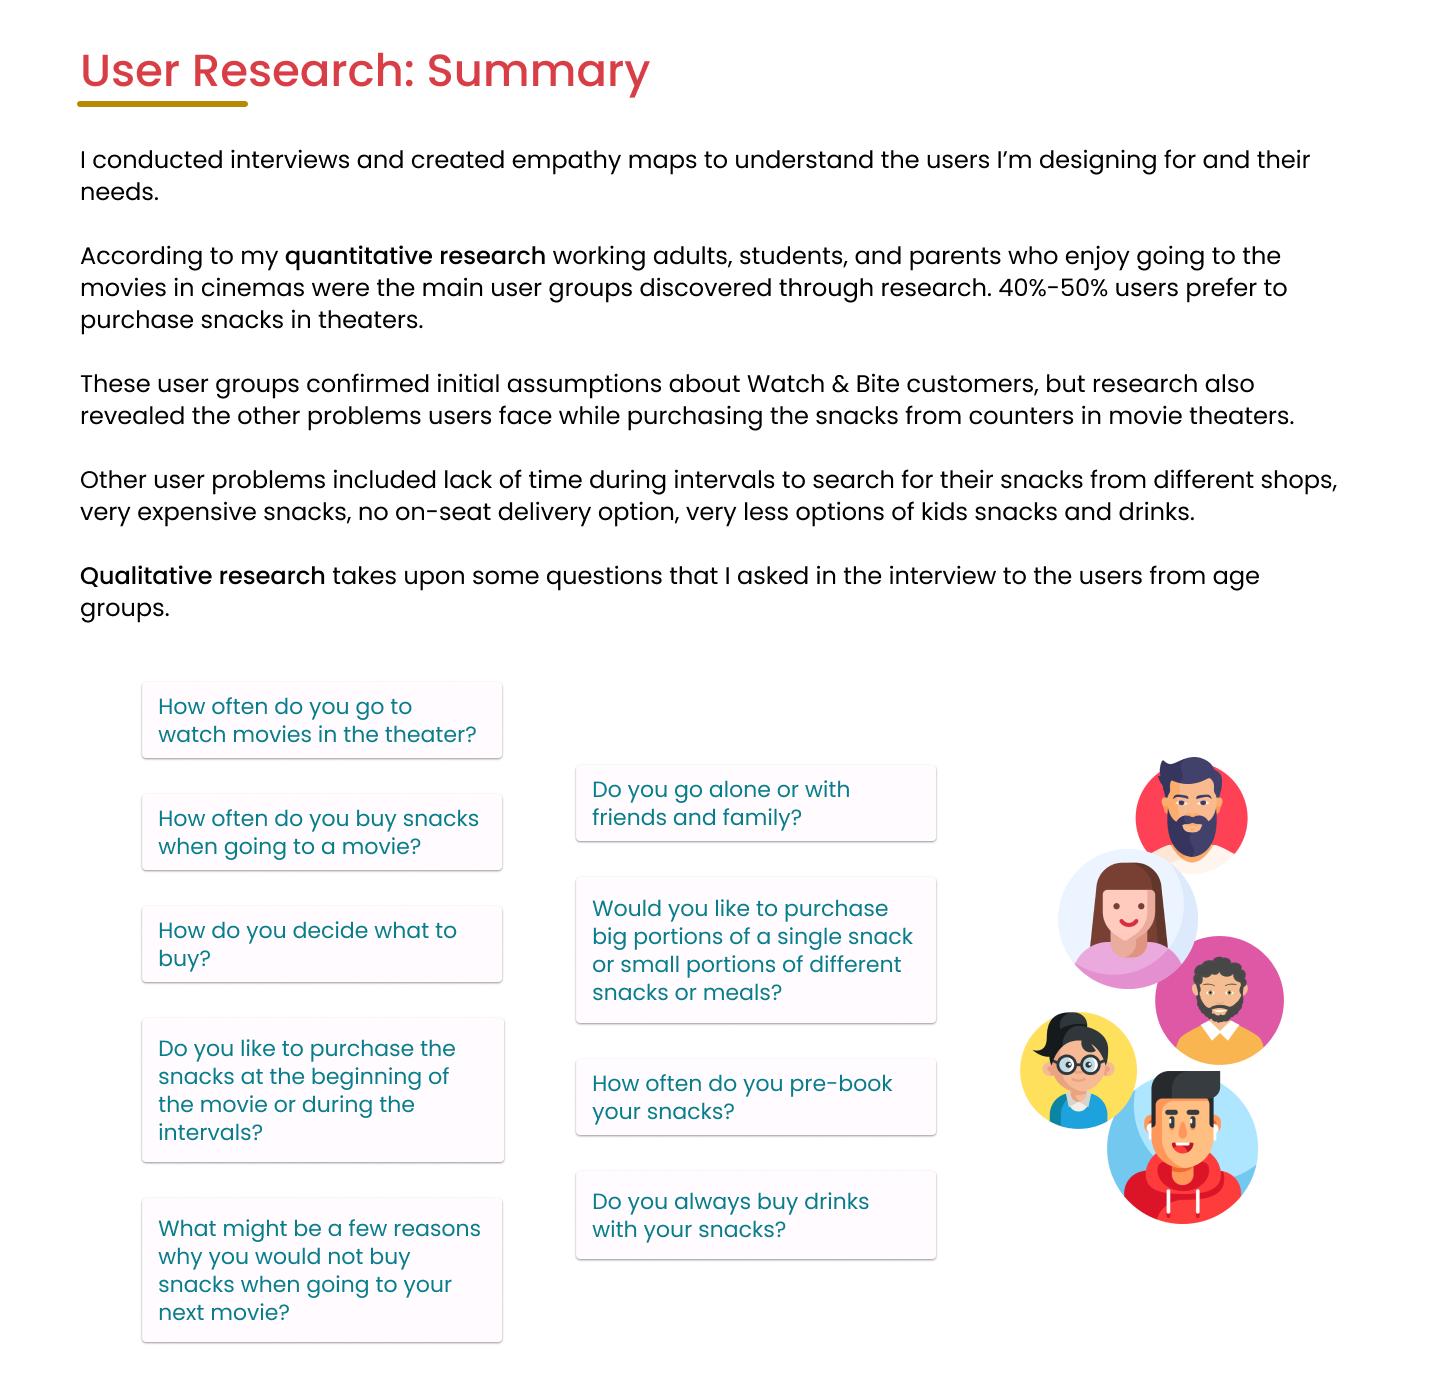 User Research: Summary
I conducted interviews and created empathy maps to understand the users I’m designing for and their
needs.
According to my quantitative research working adults, students, and parents who enjoy going to the
movies in cinemas were the main user groups discovered through research. 40%-50% users prefer to
purchase snacks in theaters.
These user groups confirmed initial assumptions about Watch & Bite customers, but research also
revealed the other problems users face while purchasing the snacks from counters in movie theaters.
Other user problems included lack of time during intervals to search for their snacks from different shops,
very expensive snacks, no on-seat delivery option, very less options of kids snacks and drinks.
Qualitative research takes upon some questions that I asked in the interview to the users from age
groups.
How often do you go to
watch movies in the theater?
How often do you buy snacks
when going to a movie?
How do you decide what to
buy?
Do you like to purchase the
snacks at the beginning of
the movie or during the
intervals?
What might be a few reasons
why you would not buy
snacks when going to your
next movie?
Do you go alone or with
friends and family?
Would you like to purchase
big portions of a single snack
or small portions of different
snacks or meals?
How often do you pre-book
your snacks?
Do you always buy drinks
with your snacks?